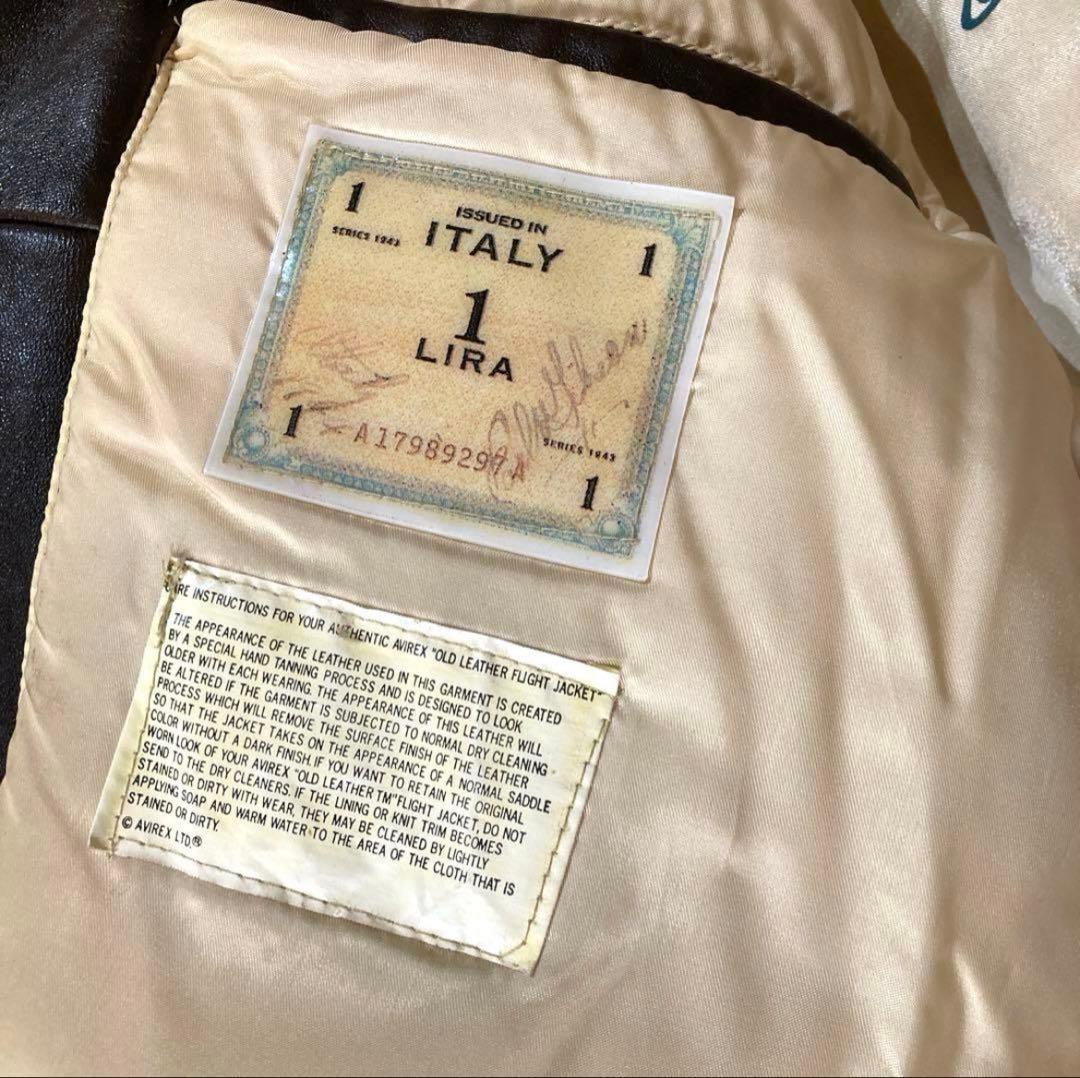 1
ISSUED IN
SERIES 1943
ITALY
1
1
LIRA
1
A17989297A
SERIES 1943
1
CARE INSTRUCTIONS FOR YOUR AUTHENTIC AVIREX "OLD LEATHER FLIGHT JACKET"
THE APPEARANCE OF THE LEATHER USED IN THIS GARMENT IS CREATED
BY A SPECIAL HAND TANNING PROCESS AND IS DESIGNED TO LOOK
OLDER WITH EACH WEARING. THE APPEARANCE OF THIS LEATHER WILL
BE ALTERED IF THE GARMENT IS SUBJECTED TO NORMAL DRY CLEANING
PROCESS WHICH WILL REMOVE THE SURFACE FINISH OF THE LEATHER
SO THAT THE JACKET TAKES ON THE APPEARANCE OF A NORMAL SADDLE
COLOR WITHOUT A DARK FINISH. IF YOU WANT TO RETAIN THE ORIGINAL
WORN LOOK OF YOUR AVIREX "OLD LEATHER TM" FLIGHT JACKET, DO NOT
SEND TO THE DRY CLEANERS. IF THE LINING OR KNIT TRIM BECOMES
STAINED OR DIRTY WITH WEAR, THEY MAY BE CLEANED BY LIGHTLY
APPLYING SOAP AND WARM WATER TO THE AREA OF THE CLOTH THAT IS
STAINED OR DIRTY.
© AVIREX LTD.®